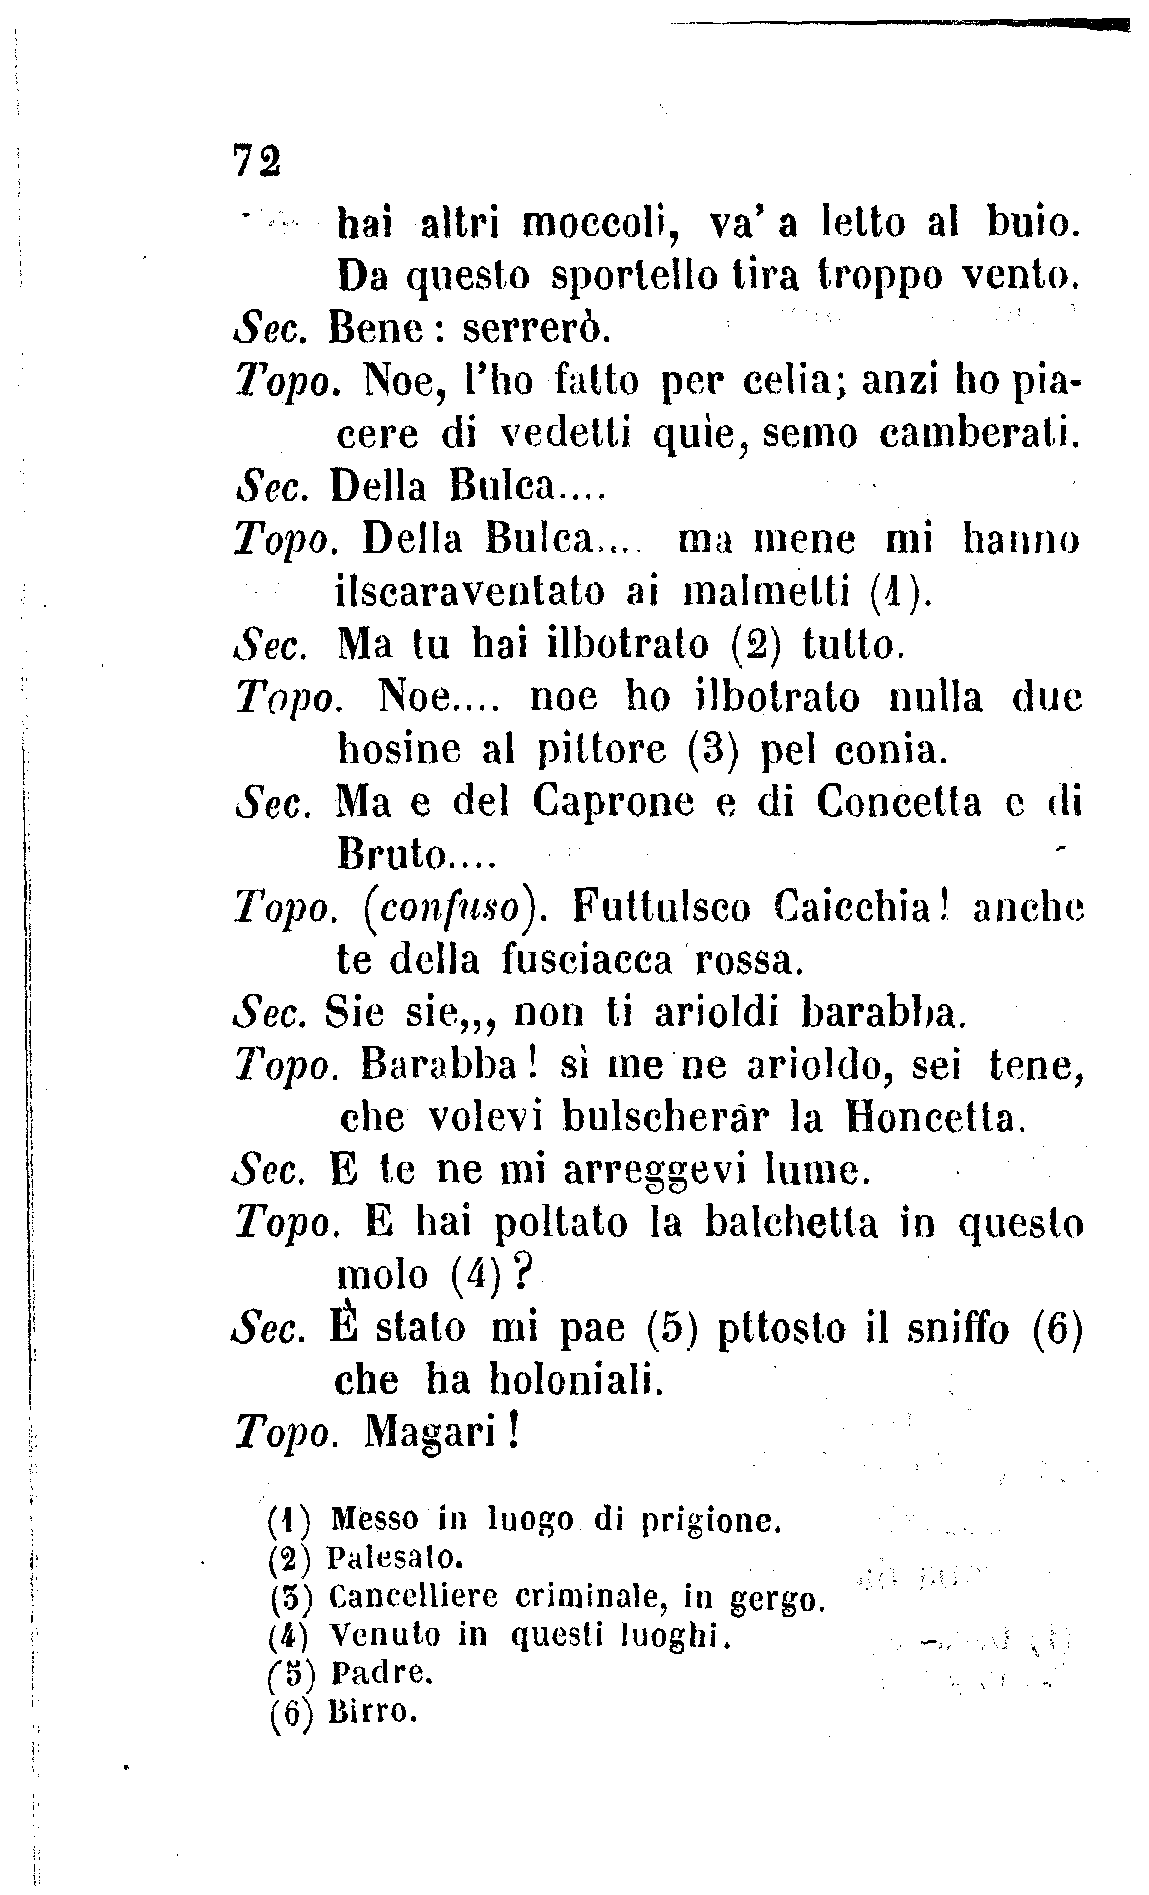 72
hai altri moccoli, va' a letto al buio.
Da questo sportello tira troppo vento.
Sec. Bene: serrerò.
Topo. Noe, l'ho fatto per celia; anzi ho pia-
cere di vedetti quìe, semo camberati.
Sec. Della Bulca....
Topo. Della Bulca.... ma mene mi hanno
ilscaraventato ai malmetti (1).
Sec. Ma tu hai ilbotrato (2) tutto.
Topo. Noe.... noe ho ilbotrato nulla due
hosine al pittore (3) pel conia.
Sec. Ma e del Caprone e di Concetta e di
Bruto....
Topo. (confuso). Futtulsco Caicchia! anche
te della fusciacca rossa.
Sec. Sie sie,,, non ti arioldi barabba.
Topo. Barabba! sì me ne arioldo, sei tene,
che volevi bulscherár la Honcetta.
Sec. E te ne mi arreggevi lume.
Topo. E hai poltato la balchetta in questo
molo (4)?
Sec. È stato mi pae (5) pttosto il sniffo (6)
che ha holoniali.
Topo. Magari!
(1) Messo in luogo di prigione.
(2) Palesato.
(3) Cancelliere criminale, in gergo.
(4) Venuto in questi luoghi.
(5) Padre.
(6) Birro.